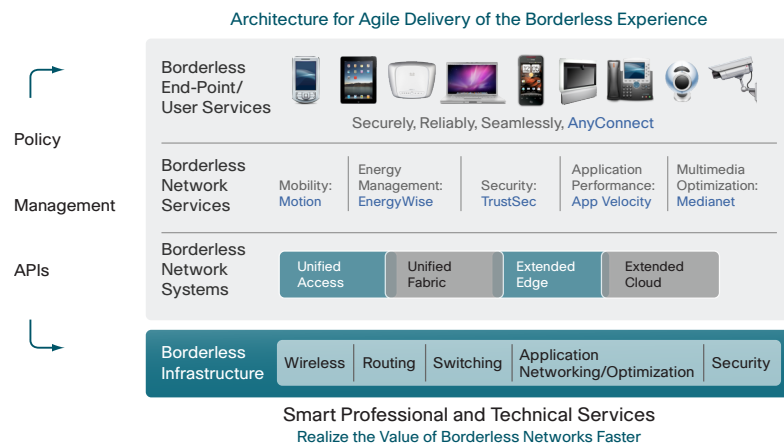 Architecture for Agile Delivery of the Borderless Experience
Policy
Management
APIs
Borderless
End-Point/
User Services
Securely, Reliably, Seamlessly, AnyConnect
Borderless
Network
Services
Mobility:
Motion
Energy
Management:
EnergyWise
Security:
TrustSec
Application
Performance:
App Velocity
Multimedia
Optimization:
Medianet
Borderless
Network
Systems
Unified
Access
Unified
Fabric
Extended
Edge
Extended
Cloud
Borderless
Infrastructure
Wireless
Routing
Switching
Application
Networking/Optimization
Security
Smart Professional and Technical Services
Realize the Value of Borderless Networks Faster